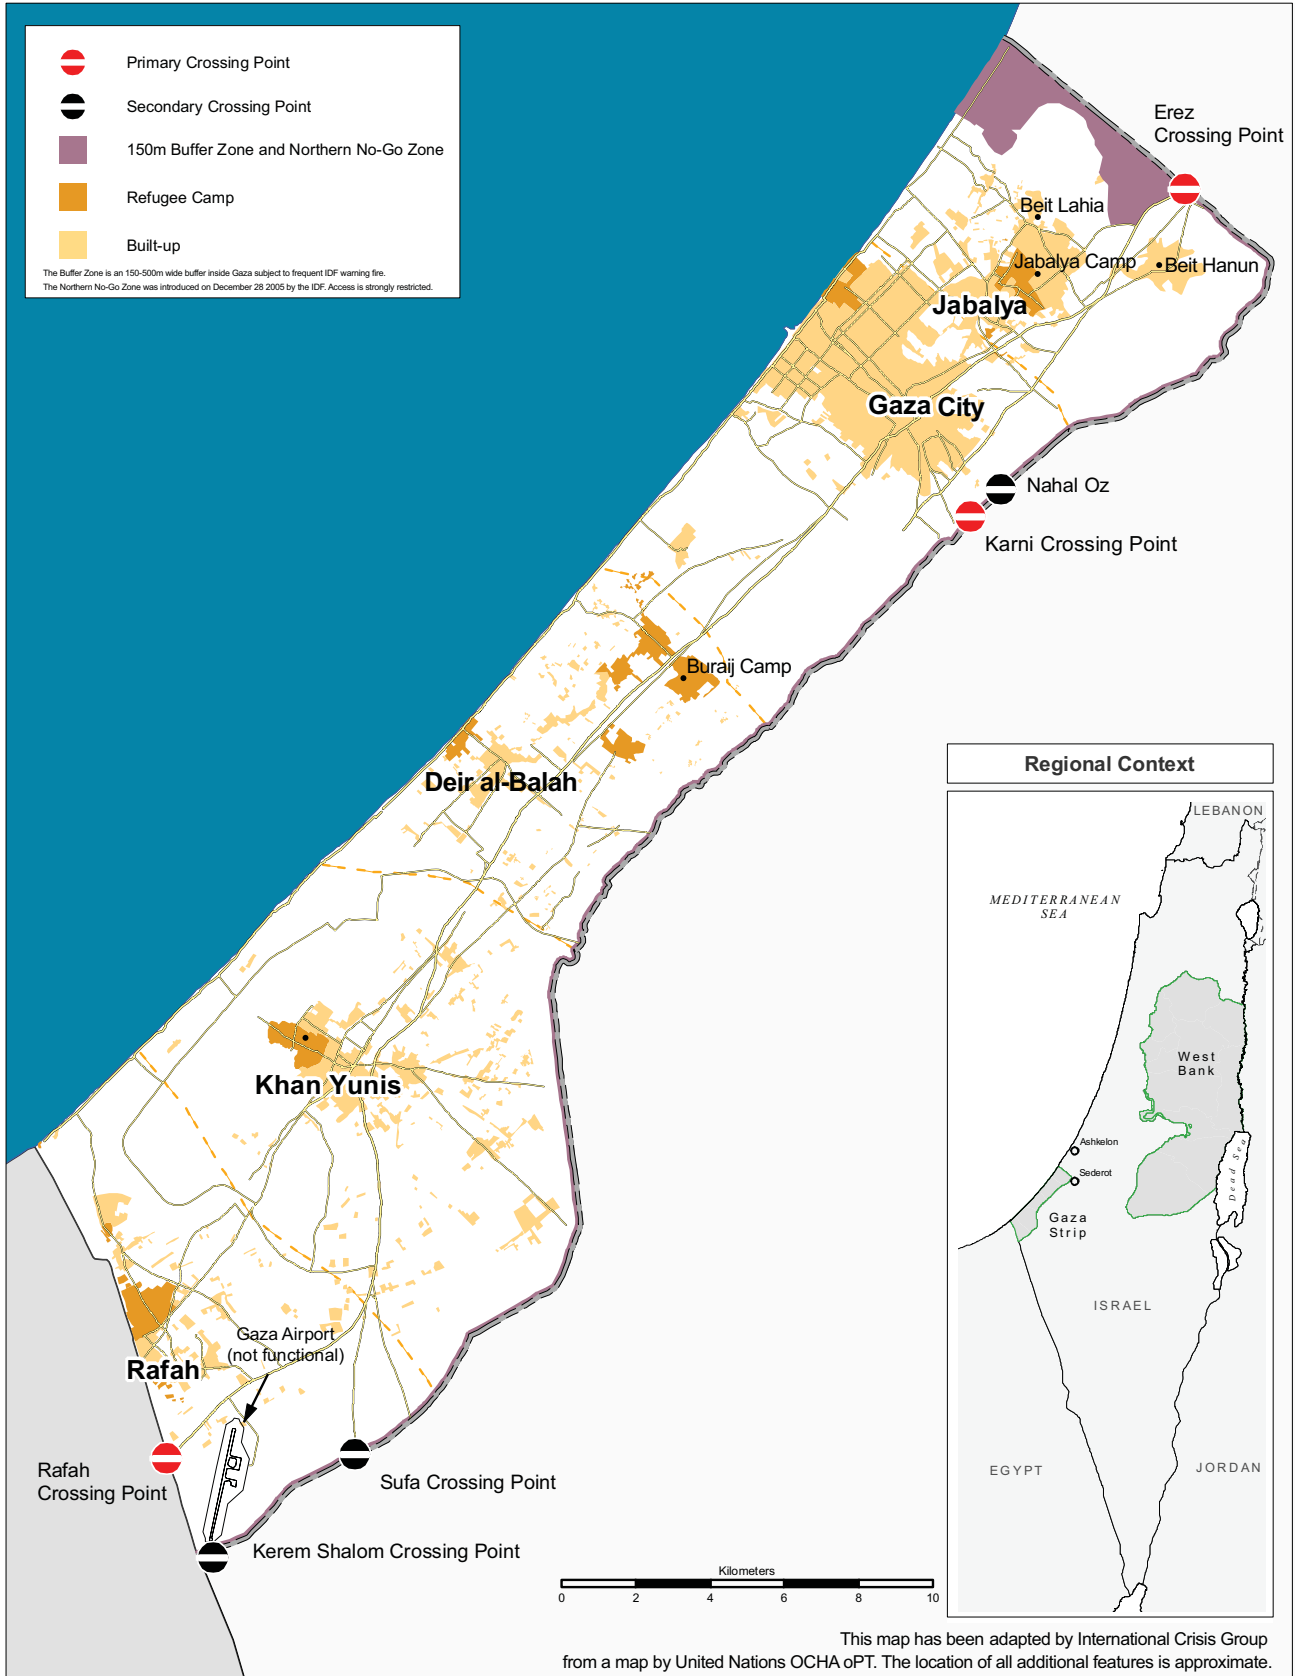 Primary Crossing Point
Secondary Crossing Point
150m Buffer Zone and Northern No-Go Zone
Refugee Camp
Built-up
The Buffer Zone is an 150-500m wide buffer inside Gaza subject to frequent IDF warning fire.
The Northern No-Go Zone was introduced on December 28 2005 by the IDF. Access is strongly restricted.
Erez
Crossing Point
Beit Lahia
Jabalya Camp
Beit Hanun
Jabalya
Gaza City
Nahal Oz
Karni Crossing Point
Buraij Camp
Deir al-Balah
Khan Yunis
Gaza Airport
(not functional)
Rafah
Rafah
Crossing Point
Sufa Crossing Point
Kerem Shalom Crossing Point
Regional Context
LEBANON
MEDITERRANEAN
SEA
West
Bank
Ashkelon
Sederot
Dead Sea
Gaza
Strip
ISRAEL
EGYPT
JORDAN
Kilometers
0 2 4 6 8 10
This map has been adapted by International Crisis Group
from a map by United Nations OCHA oPT. The location of all additional features is approximate.